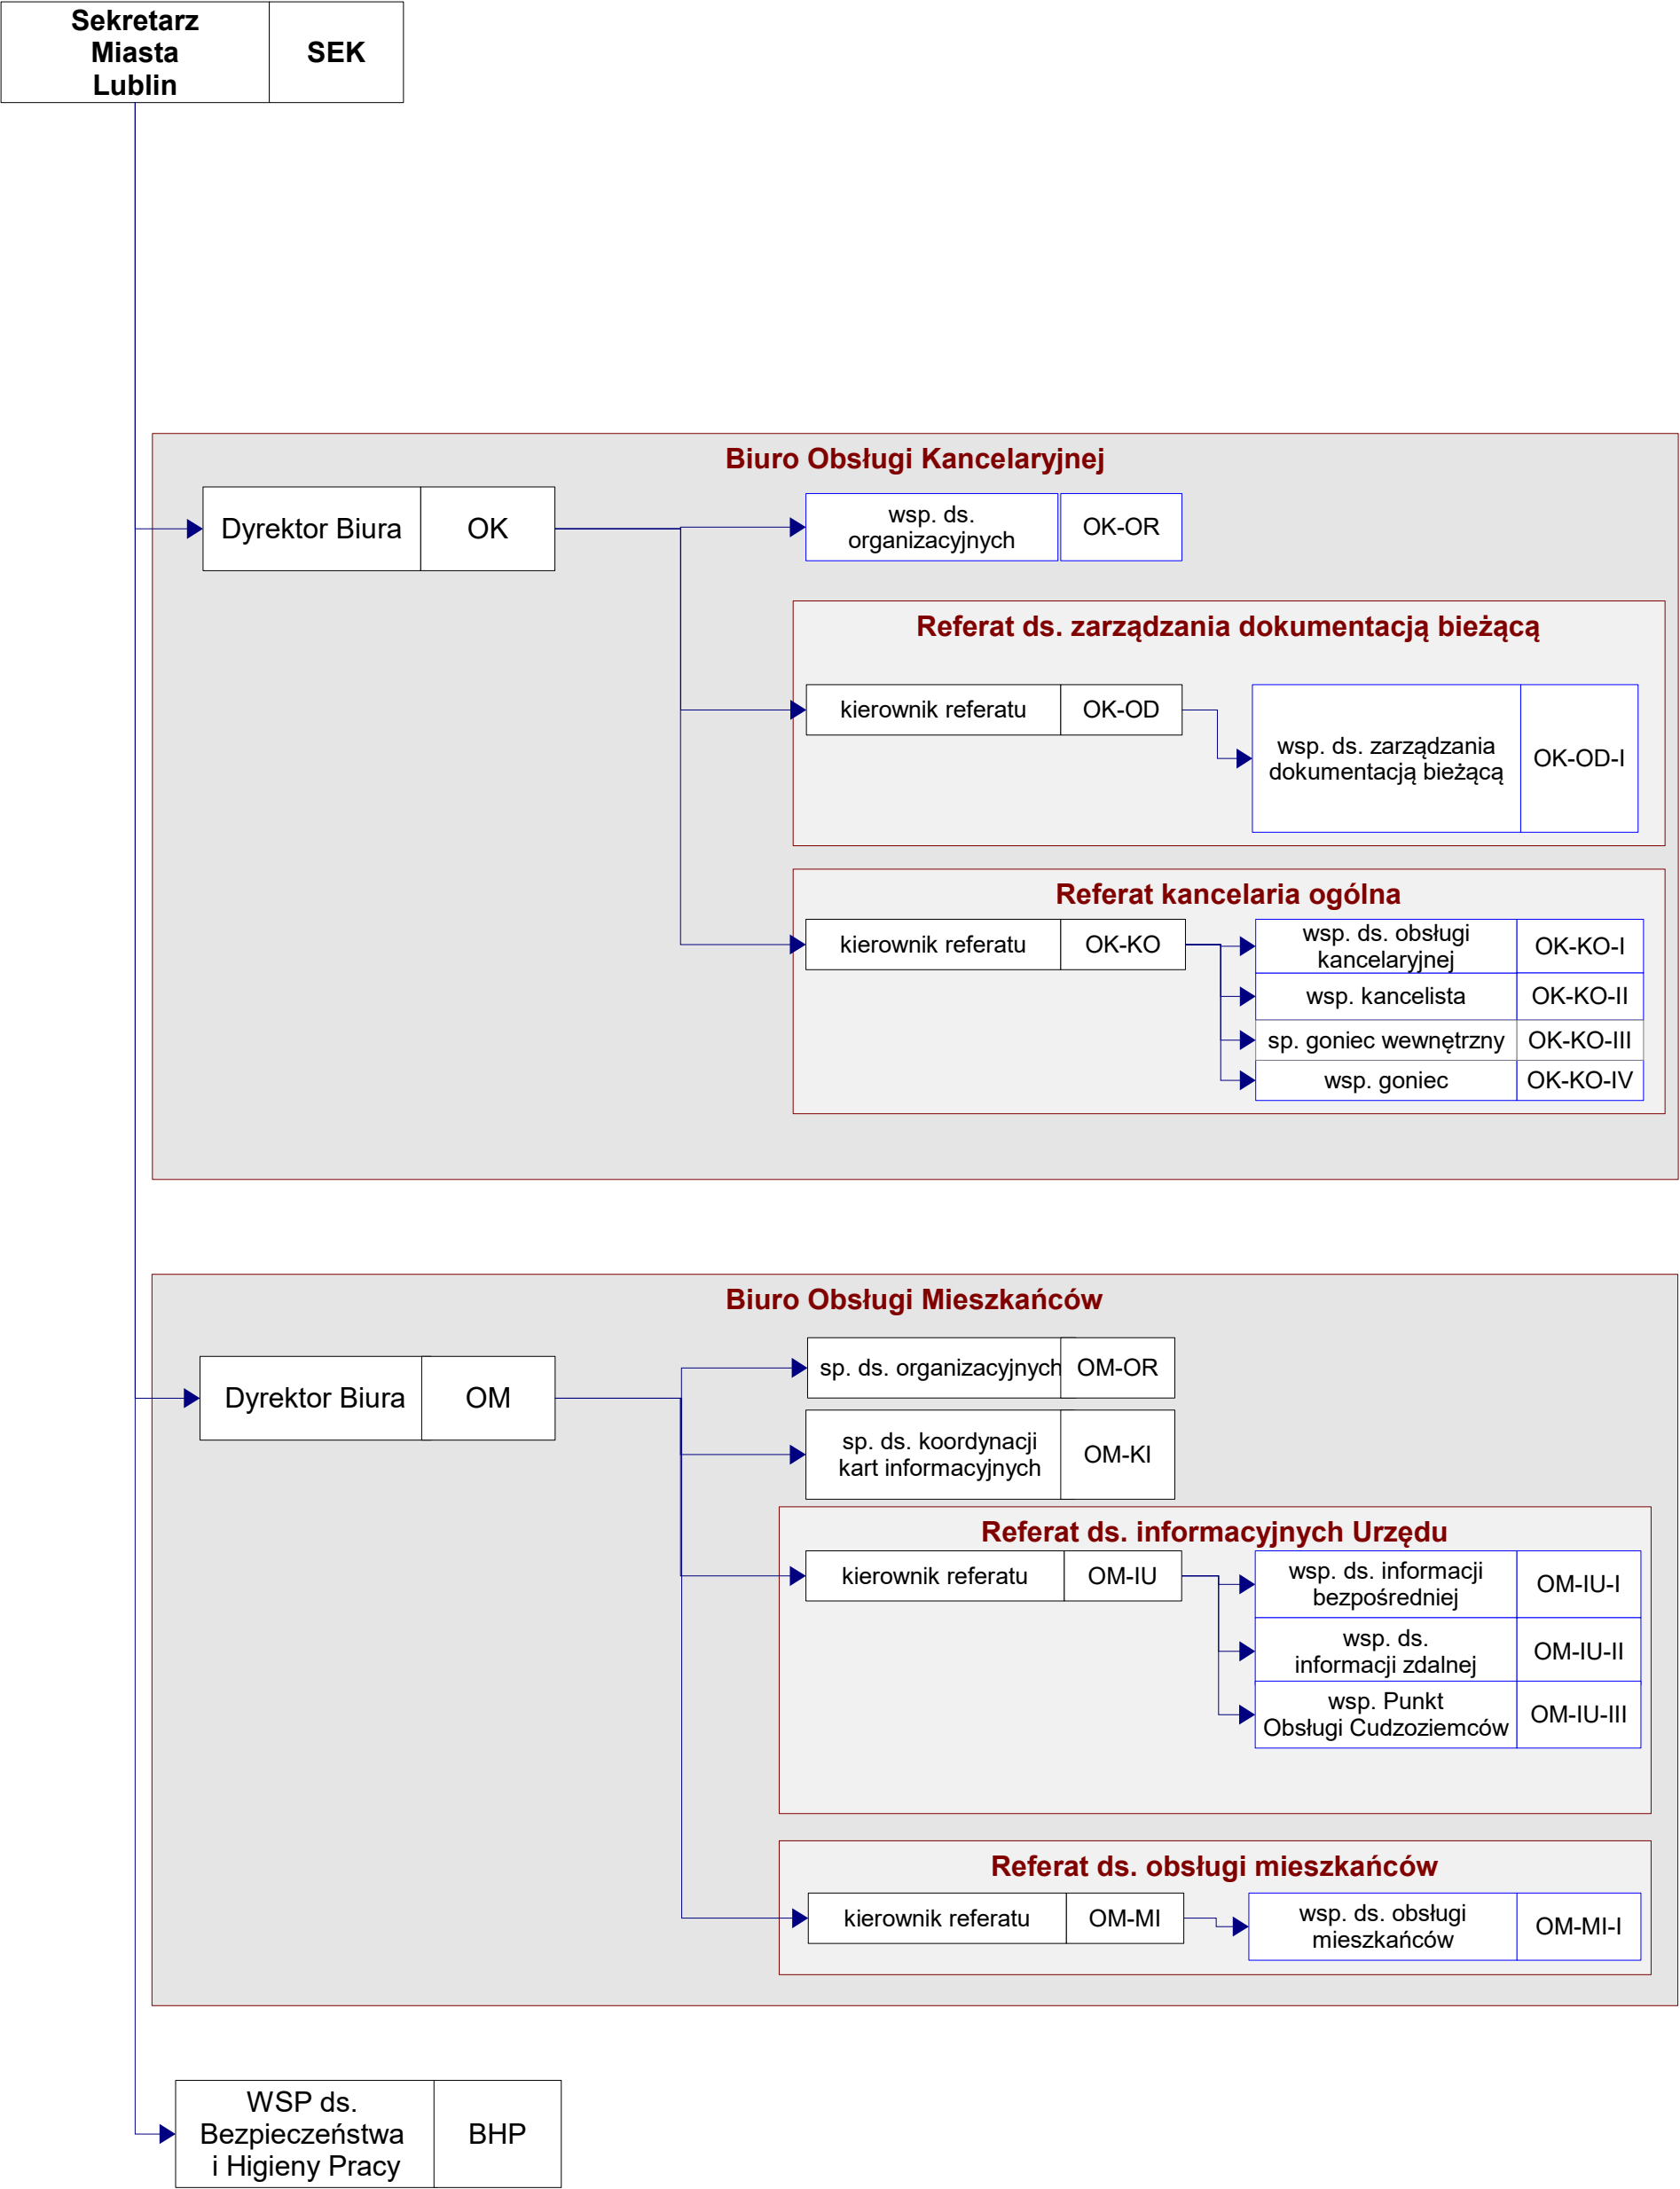 Sekretarz
Miasta
Lublin
SEK
Biuro Obsługi Kancelaryjnej
Dyrektor Biura
OK
wsp. ds.
organizacyjnych
OK-OR
Referat ds. zarządzania dokumentacją bieżącą
kierownik referatu
OK-OD
wsp. ds. zarządzania
dokumentacją bieżącą
OK-OD-I
Referat kancelaria ogólna
kierownik referatu
OK-KO
wsp. ds. obsługi
kancelaryjnej
OK-KO-I
wsp. kancelista
OK-KO-II
sp. goniec wewnętrzny
OK-KO-III
wsp. goniec
OK-KO-IV
Biuro Obsługi Mieszkańców
Dyrektor Biura
OM
sp. ds. organizacyjnych
OM-OR
sp. ds. koordynacji
kart informacyjnych
OM-KI
Referat ds. informacyjnych Urzędu
kierownik referatu
OM-IU
wsp. ds. informacji
bezpośredniej
OM-IU-I
wsp. ds.
informacji zdalnej
OM-IU-II
wsp. Punkt
Obsługi Cudzoziemców
OM-IU-III
Referat ds. obsługi mieszkańców
kierownik referatu
OM-MI
wsp. ds. obsługi
mieszkańców
OM-MI-I
WSP ds.
Bezpieczeństwa
i Higieny Pracy
BHP